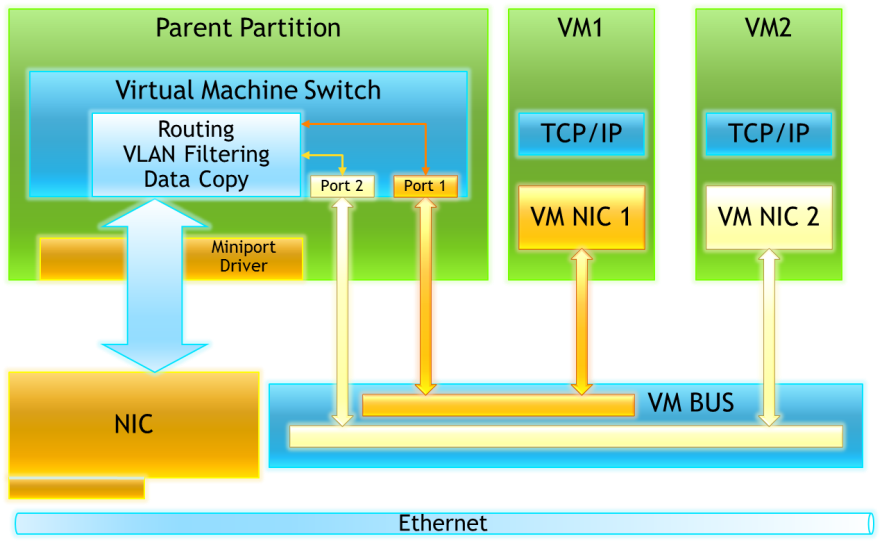 Parent Partition
VM1
VM2
Virtual Machine Switch
Routing
VLAN Filtering
Data Copy
TCP/IP
TCP/IP
Port 2
Port 1
VM NIC 1
VM NIC 2
Miniport
Driver
NIC
VM BUS
Ethernet